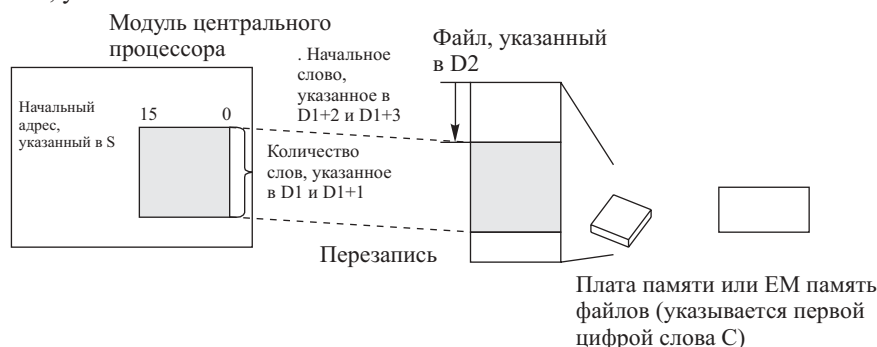 Модуль центрального
процессора
. Начальное
слово,
указанное в
D1+2 и D1+3
Файл, указанный
в D2
Начальный
адрес,
указанный в S
15 0
Количество
слов, указанное
в D1 и D1+1
Перезапись
Плата памяти или EM память
файлов (указывается первой
цифрой слова C)